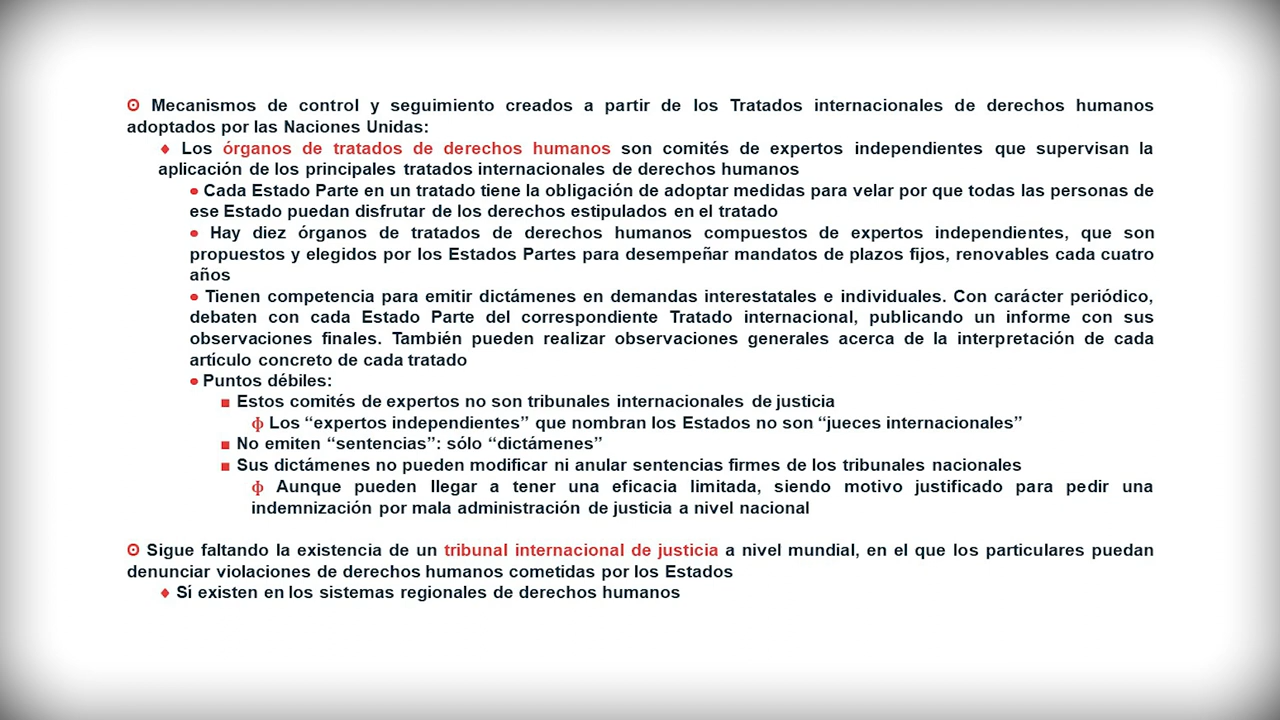 ʘ Mecanismos de control y seguimiento creados a partir de los Tratados internacionales de derechos humanos
adoptados por las Naciones Unidas:
♦ Los órganos de tratados de derechos humanos son comités de expertos independientes que supervisan la
aplicación de los principales tratados internacionales de derechos humanos
● Cada Estado Parte en un tratado tiene la obligación de adoptar medidas para velar por que todas las personas de
ese Estado puedan disfrutar de los derechos estipulados en el tratado
● Hay diez órganos de tratados de derechos humanos compuestos de expertos independientes, que son
propuestos y elegidos por los Estados Partes para desempeñar mandatos de plazos fijos, renovables cada cuatro
años
● Tienen competencia para emitir dictámenes en demandas interestatales e individuales. Con carácter periódico,
debaten con cada Estado Parte del correspondiente Tratado internacional, publicando un informe con sus
observaciones finales. También pueden realizar observaciones generales acerca de la interpretación de cada
artículo concreto de cada tratado
● Puntos débiles:
■ Estos comités de expertos no son tribunales internacionales de justicia
ϕ Los “expertos independientes” que nombran los Estados no son “jueces internacionales”
■ No emiten “sentencias”: sólo “dictámenes”
■ Sus dictámenes no pueden modificar ni anular sentencias firmes de los tribunales nacionales
ϕ Aunque pueden llegar a tener una eficacia limitada, siendo motivo justificado para pedir una
indemnización por mala administración de justicia a nivel nacional
ʘ Sigue faltando la existencia de un tribunal internacional de justicia a nivel mundial, en el que los particulares puedan
denunciar violaciones de derechos humanos cometidas por los Estados
♦ Sí existen en los sistemas regionales de derechos humanos